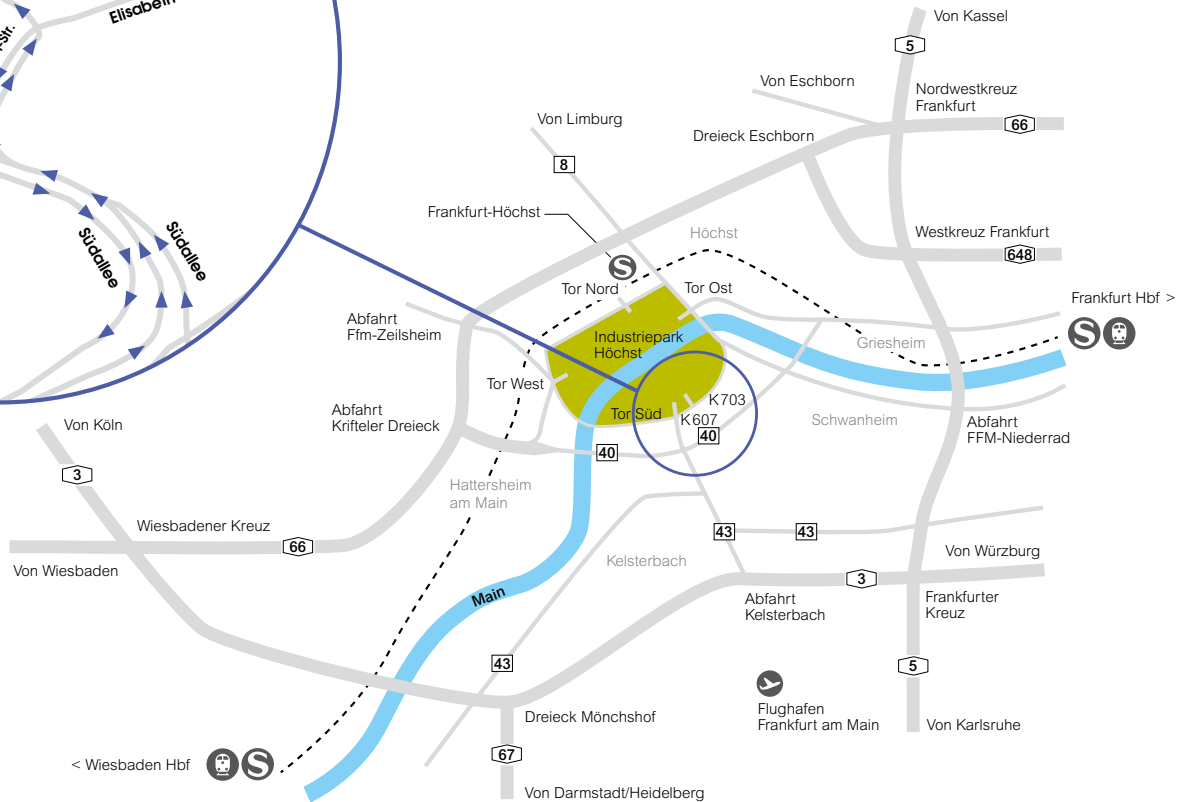 Elisabeth
-Str.
Südallee
Südallee
Von Kassel
5
Von Eschborn
Nordwestkreuz
Frankfurt
66
Von Limburg
Dreieck Eschborn
8
Frankfurt-Höchst
S
Höchst
Westkreuz Frankfurt
648
Tor Nord
Tor Ost
Frankfurt Hbf >
S
Abfahrt
Ffm-Zeilsheim
Industriepark
Höchst
Griesheim
Tor West
K703
Abfahrt
Krifteler Dreieck
Tor Süd
K607
40
Schwanheim
Abfahrt
FFM-Niederrad
Von Köln
3
40
Hattersheim
am Main
Wiesbadener Kreuz
66
43
43
Von Wiesbaden
Kelsterbach
Von Würzburg
3
Main
Abfahrt
Kelsterbach
Frankfurter
Kreuz
43
5
Flughafen
Frankfurt am Main
Dreieck Mönchshof
Von Karlsruhe
67
< Wiesbaden Hbf
S
Von Darmstadt/Heidelberg